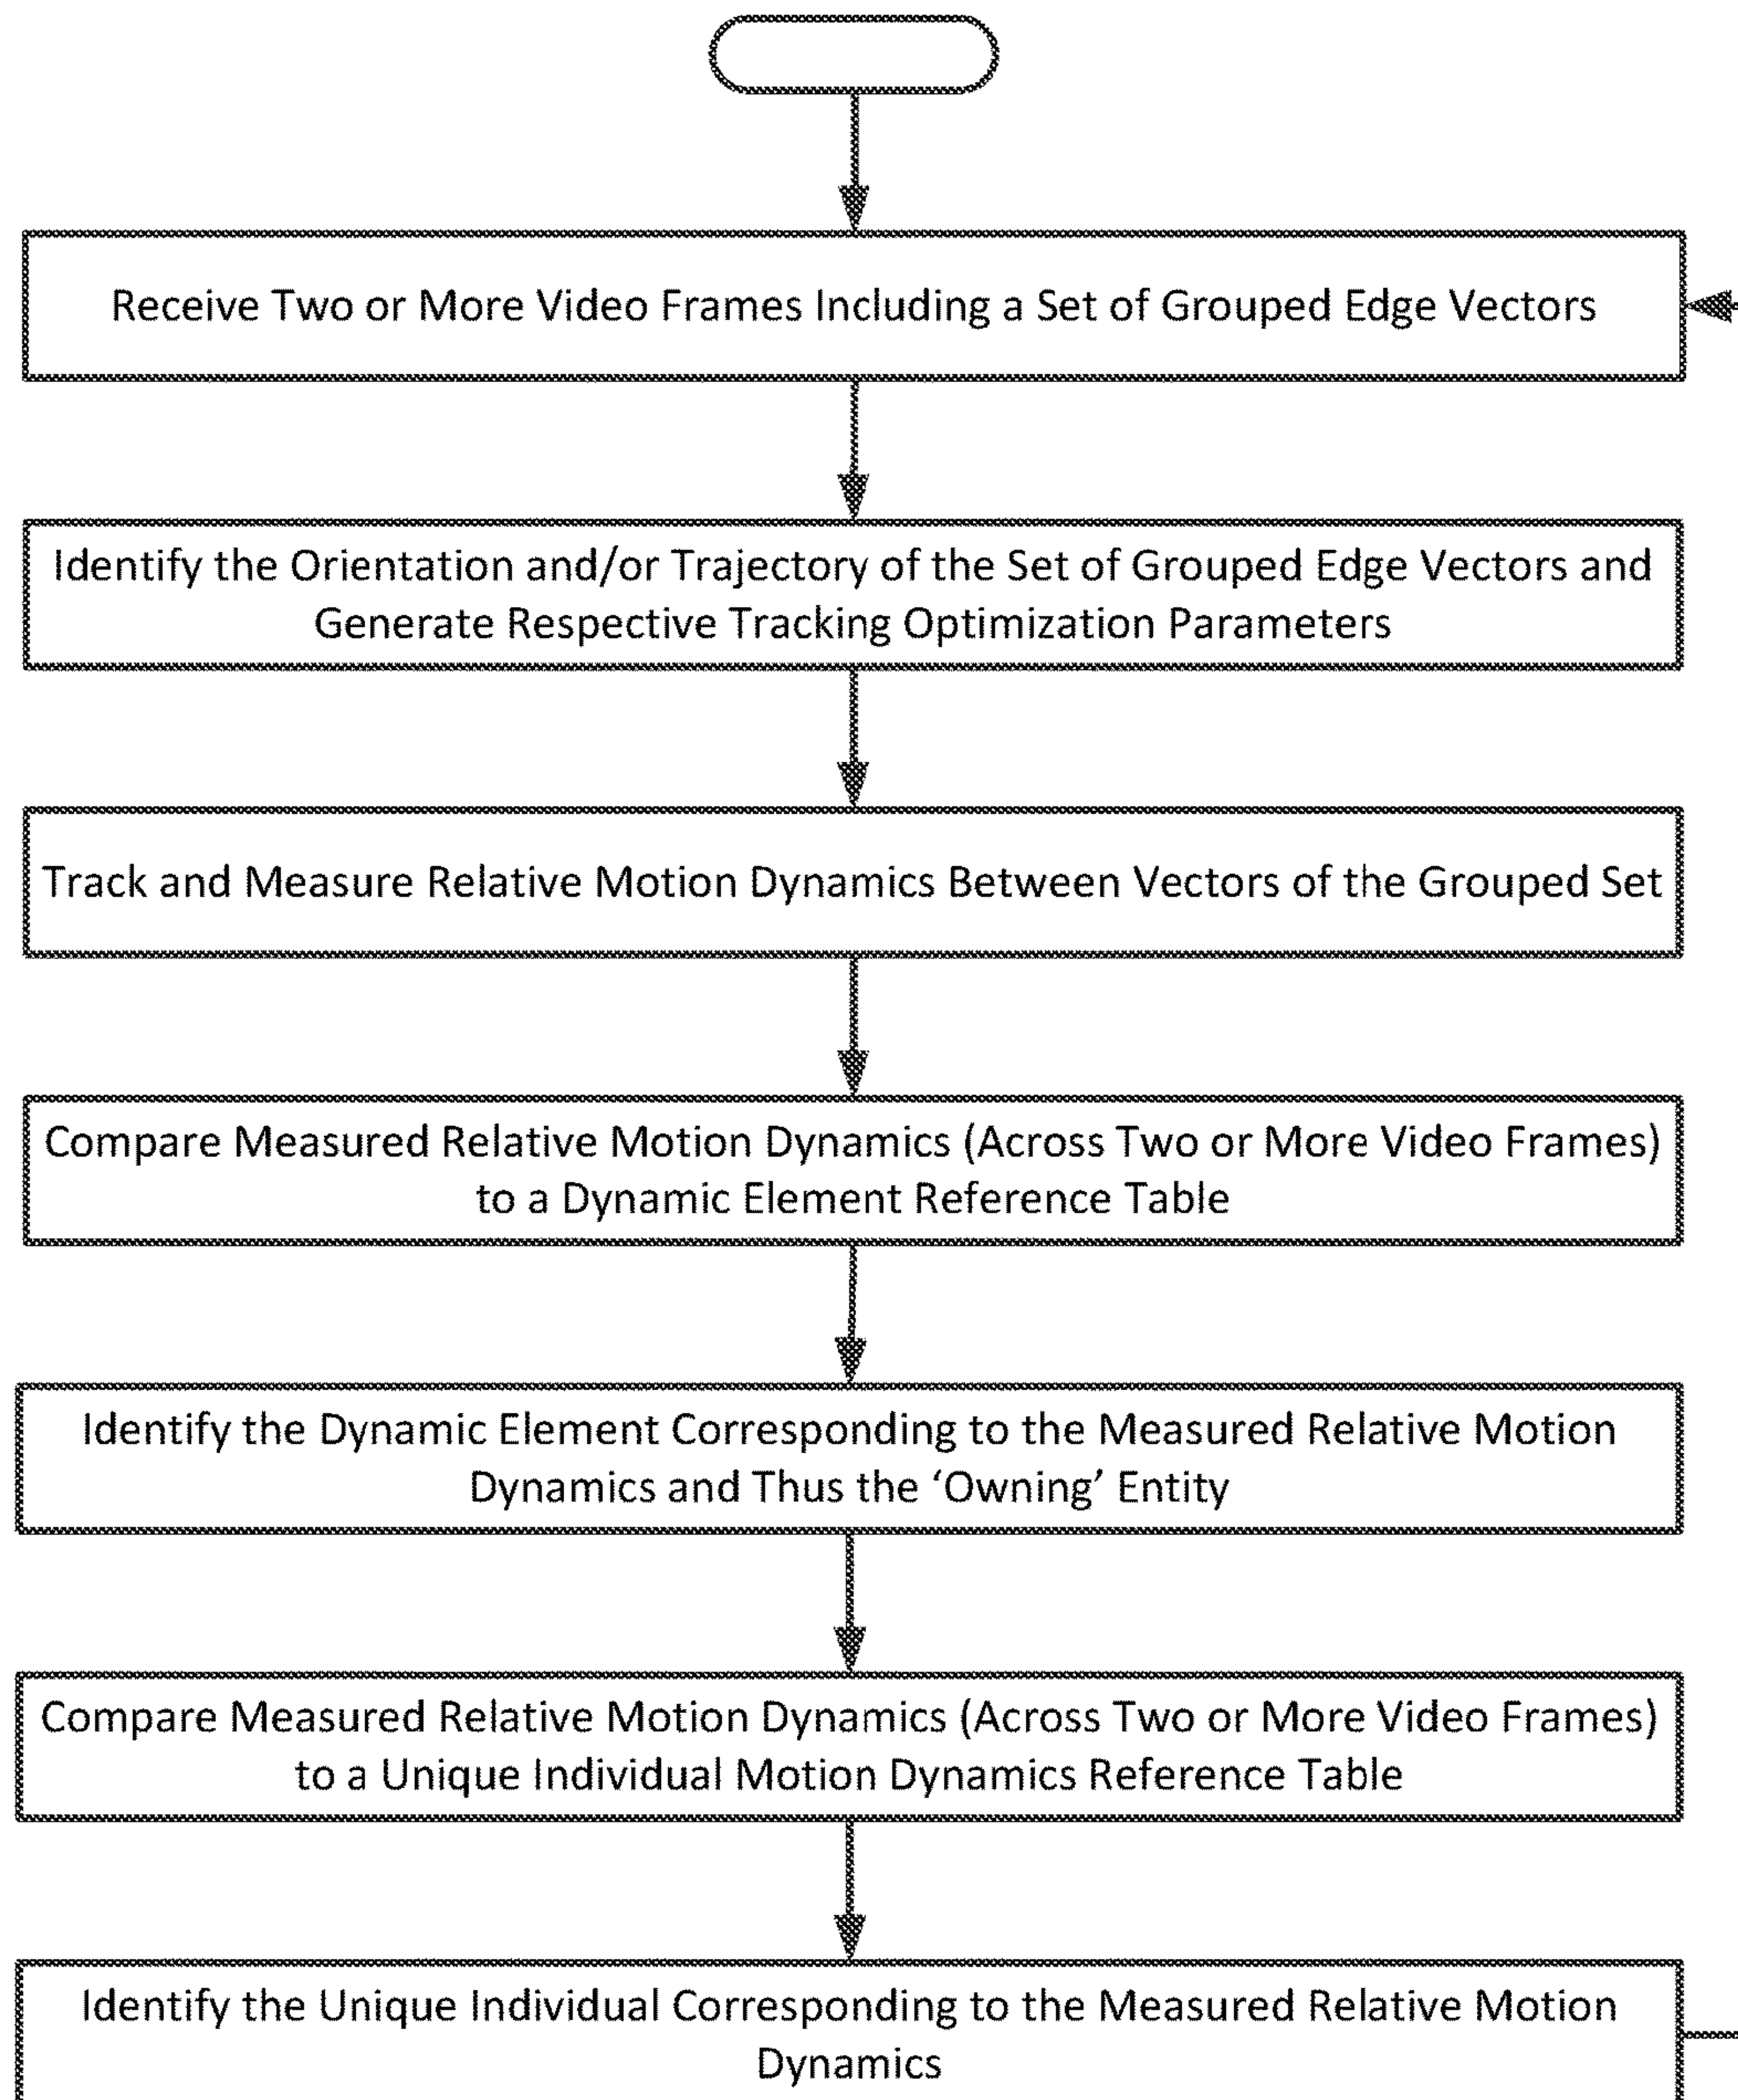 Receive Two or More Video Frames Including a Set of Grouped Edge Vectors
Identify the Orientation and/or Trajectory of the Set of Grouped Edge Vectors and
Generate Respective Tracking Optimization Parameters
Track and Measure Relative Motion Dynamics Between Vectors of the Grouped Set
Compare Measured Relative Motion Dynamics (Across Two or More Video Frames)
to a Dynamic Element Reference Table
Identify the Dynamic Element Corresponding to the Measured Relative Motion
Dynamics and Thus the ‘Owning’ Entity
Compare Measured Relative Motion Dynamics (Across Two or More Video Frames)
to a Unique Individual Motion Dynamics Reference Table
Identify the Unique Individual Corresponding to the Measured Relative Motion
Dynamics